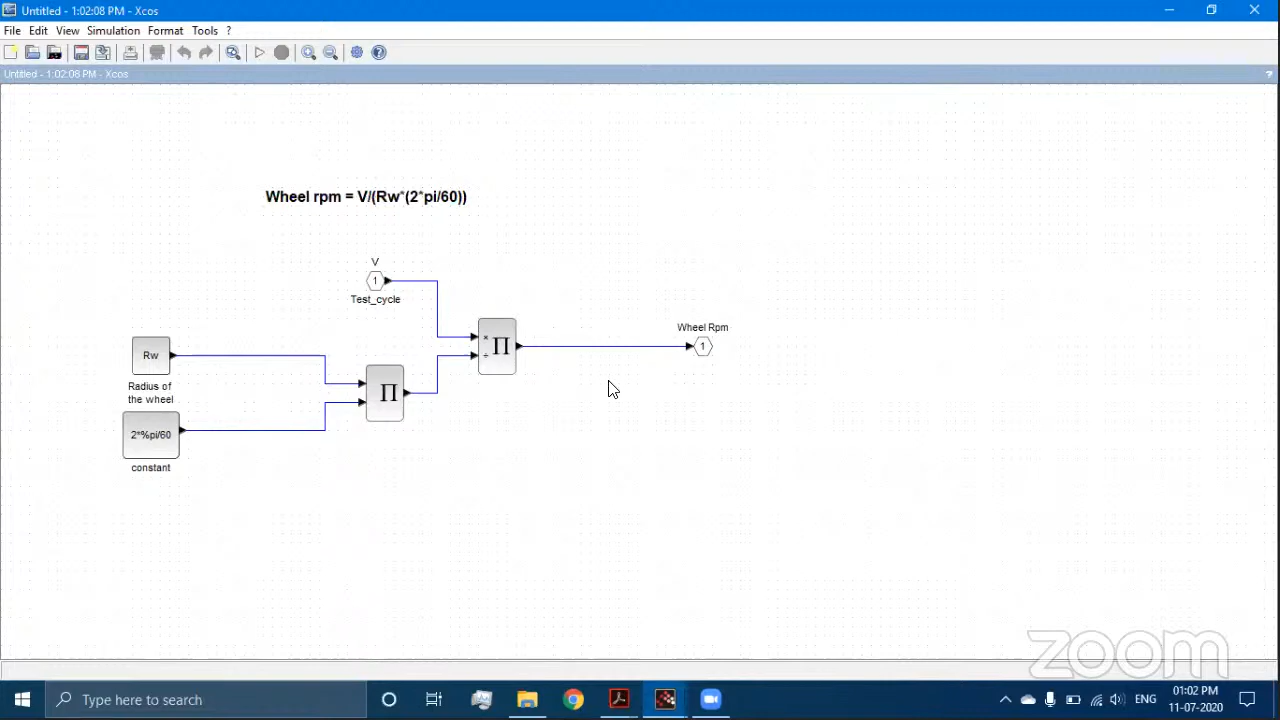 Untitled - 1:02:08 PM - Xcos
File Edit View Simulation Format Tools ?
Untitled - 1:02:08 PM - Xcos
?
Wheel rpm = V/(Rw*(2*pi/60))
V
1
Test_cycle
Wheel Rpm
×
÷
Π
1
Rw
Radius of
the wheel
Π
2*%pi/60
constant
zoom
Type here to search
ENG
01:02 PM
11-07-2020